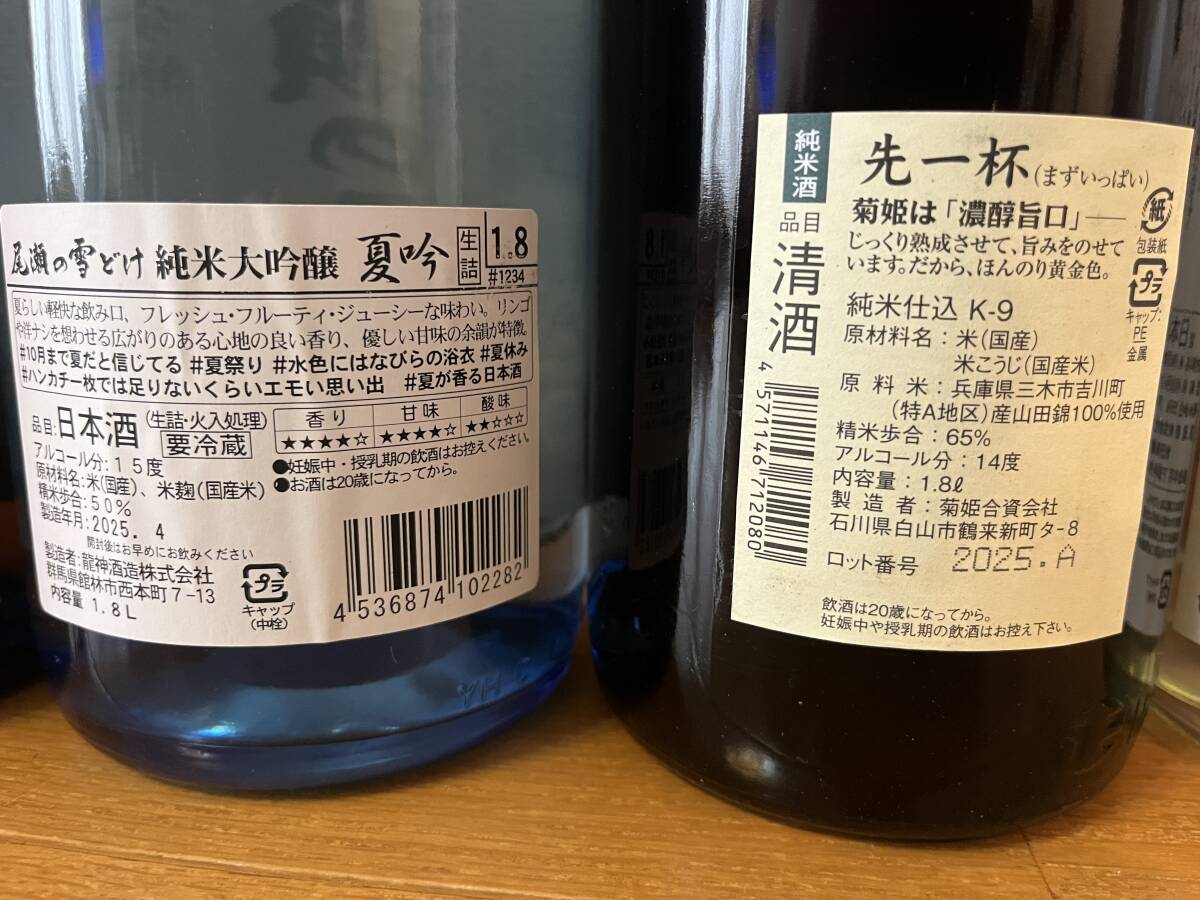 尾瀬の雪どけ 純米大吟醸 夏吟 生詰 1.8
#1234
夏らしい軽快な飲み口、フレッシュ・フルーティ・ジューシーな味わい。リンゴ
や洋ナシを想わせる広がりのある心地の良い香り、優しい甘味の余韻が特徴。
#10月まで夏だと信じてる #夏祭り #水色にはなびらの浴衣 #夏休み
#ハンカチ一枚では足りないくらいエモい思い出 #夏が香る日本酒
品目:日本酒 (生詰・火入処理)
要冷蔵
香り 甘味 酸味
★★★★☆ ★★★★☆ ★★☆☆☆
アルコール分:15度
原材料名:米(国産)、米麹(国産米)
精米歩合:50%
製造年月:2025.4
開封後はお早めにお飲みください
●妊娠中・授乳期の飲酒はお控えください。
●お酒は20歳になってから。
製造者:龍神酒造株式会社
群馬県館林市西本町7-13
内容量 1.8L
プラ
キャップ
(中栓)
4 536874 102282
純米酒
先一杯(まずいっぱい)
菊姫は「濃醇旨口」―
じっくり熟成させて、旨みをのせて
います。だから、ほんのり黄金色。
紙
包装紙
プラ
キャップ:
PE
金属
品目 清酒
純米仕込 K-9
原材料名:米(国産)
米こうじ(国産米)
原料米:兵庫県三木市吉川町
(特A地区)産山田錦100%使用
精米歩合:65%
アルコール分:14度
内容量:1.8ℓ
製造者:菊姫合資会社
石川県白山市鶴来新町タ-8
ロット番号 2025.A
飲酒は20歳になってから。
妊娠中や授乳期の飲酒はお控え下さい。
4 571146 712080